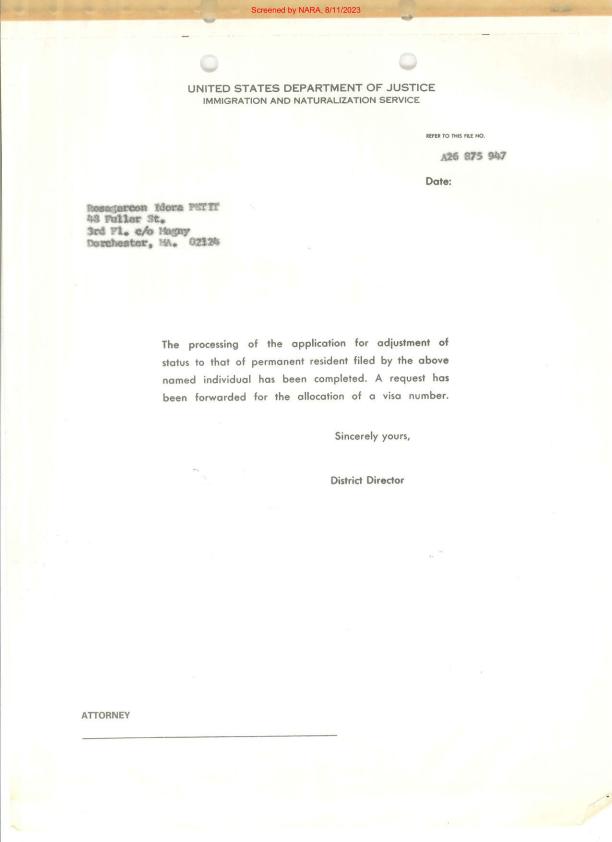 Screened by NARA, 8/11/2023
UNITED STATES DEPARTMENT OF JUSTICE
IMMIGRATION AND NATURALIZATION SERVICE
REFER TO THIS FILE NO.
A26 875 947
Date:
Rosagarcon Idora PETIT
48 Fuller St.
3rd Fl. c/o Magny
Dorchester, MA. 02124
The processing of the application for adjustment of
status to that of permanent resident filed by the above
named individual has been completed. A request has
been forwarded for the allocation of a visa number.
Sincerely yours,
District Director
ATTORNEY